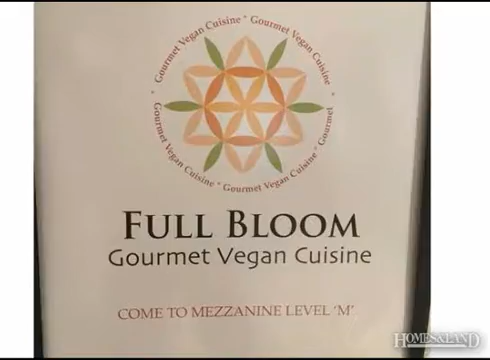 Gourmet Vegan Cuisine * Gourmet Vegan Cuisine *
Gourmet Vegan Cuisine * Gourmet Vegan Cuisine * Gourmet
FULL BLOOM
Gourmet Vegan Cuisine
COME TO MEZZANINE LEVEL 'M'
HOMES&LAND